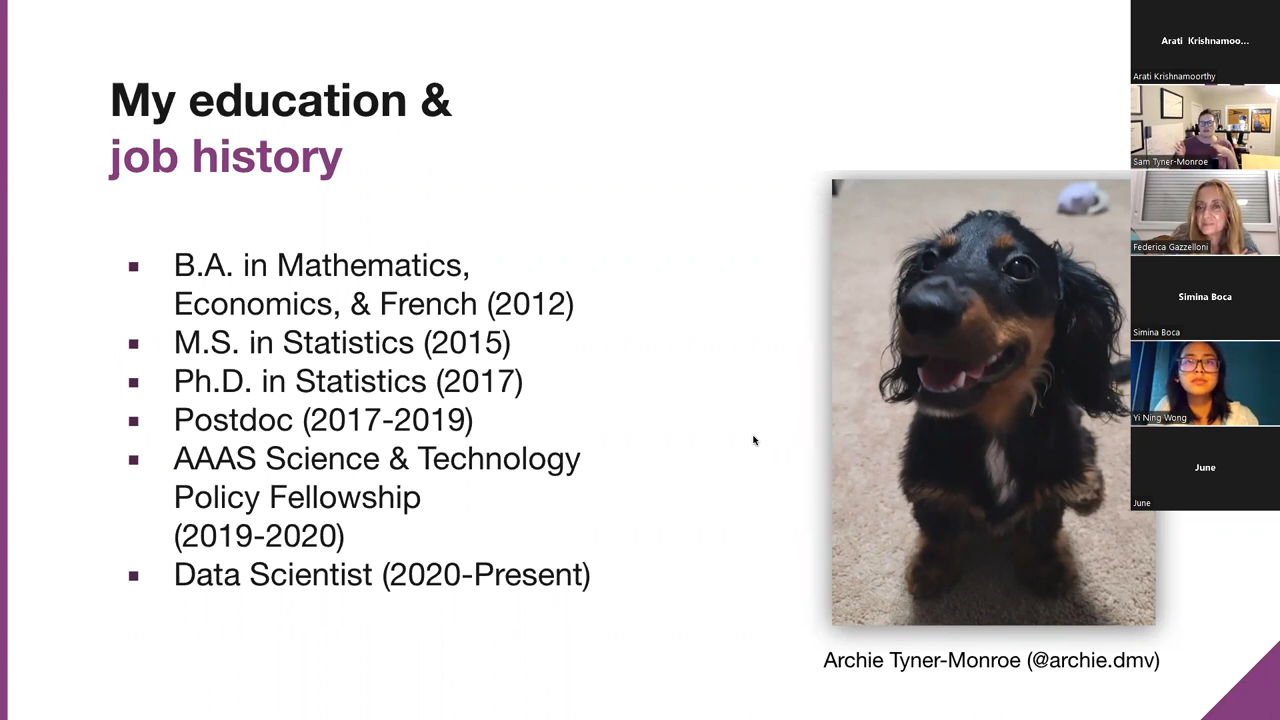 My education &
job history
B.A. in Mathematics,
Economics, & French (2012)
M.S. in Statistics (2015)
Ph.D. in Statistics (2017)
Postdoc (2017-2019)
AAAS Science & Technology
Policy Fellowship
(2019-2020)
Data Scientist (2020-Present)
Archie Tyner-Monroe (@archie.dmv)
Arati Krishnamoo...
Arati Krishnamoorthy
Sam Tyner-Monroe
Federica Gazzelloni
Simina Boca
Simina Boca
Yi Ning Wong
June
June